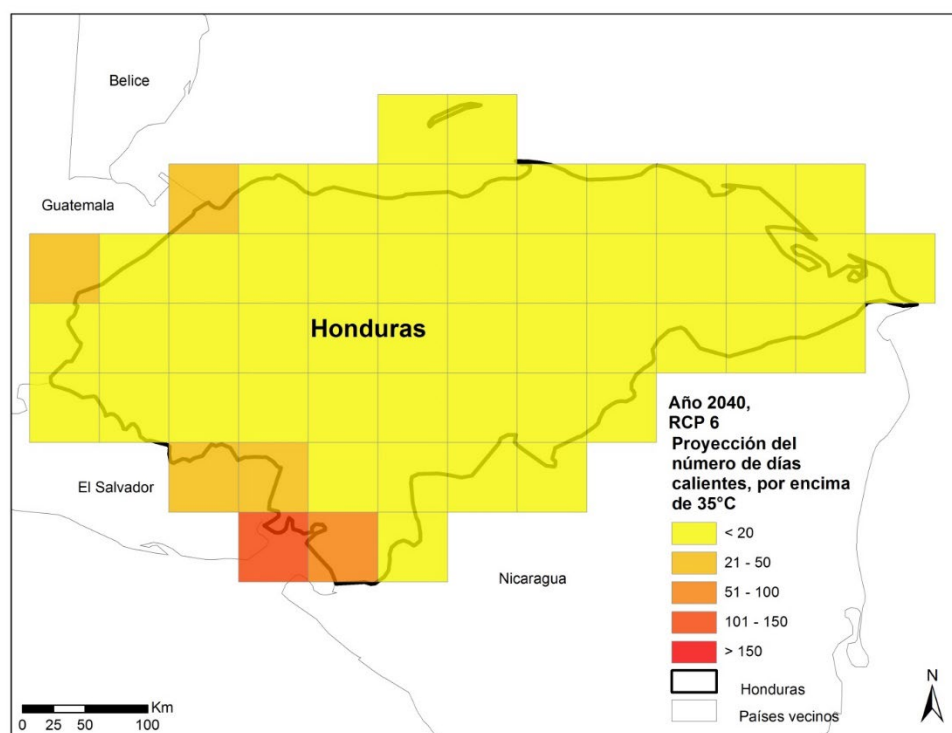 Belice
Guatemala
Honduras
El Salvador
Nicaragua
Año 2040,
RCP 6
Proyección del
número de días
calientes, por encima
de 35°C
< 20
21 - 50
51 - 100
101 - 150
> 150
Honduras
Países vecinos
Km
0 25 50 100
N